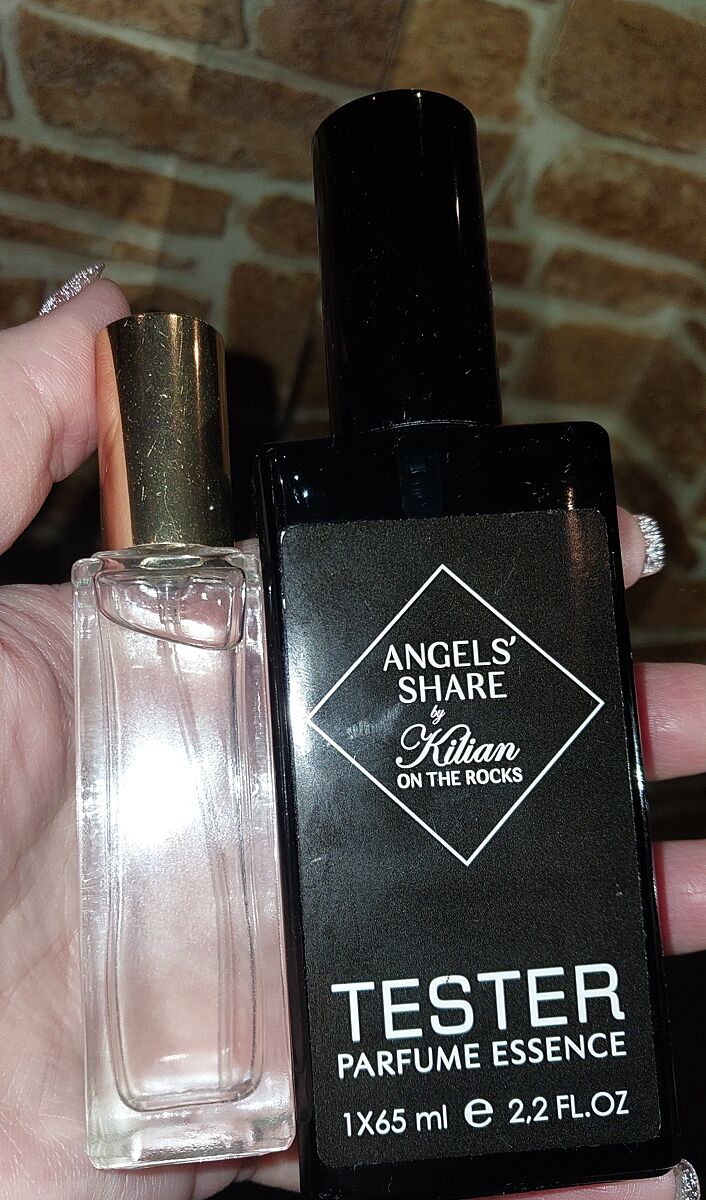 ANGELS'
SHARE
by
Kilian
ON THE ROCKS
TESTER
PARFUME ESSENCE
1X65 ml e 2,2 FL.OZ